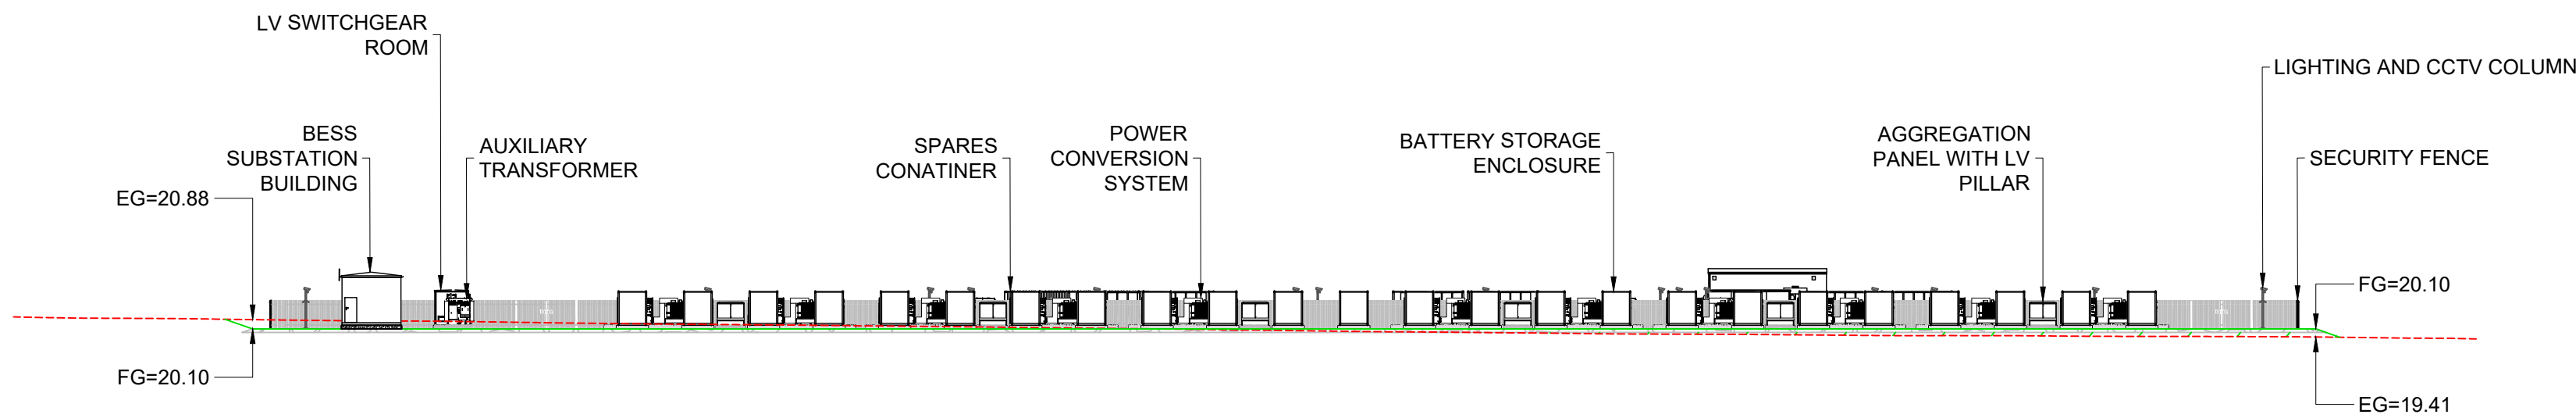 LV SWITCHGEAR
ROOM
LIGHTING AND CCTV COLUMN
BESS
SUBSTATION
BUILDING
AUXILIARY
TRANSFORMER
SPARES
CONATINER
POWER
CONVERSION
SYSTEM
BATTERY STORAGE
ENCLOSURE
AGGREGATION
PANEL WITH LV
PILLAR
SECURITY FENCE
EG=20.88
FG=20.10
FG=20.10
EG=19.41